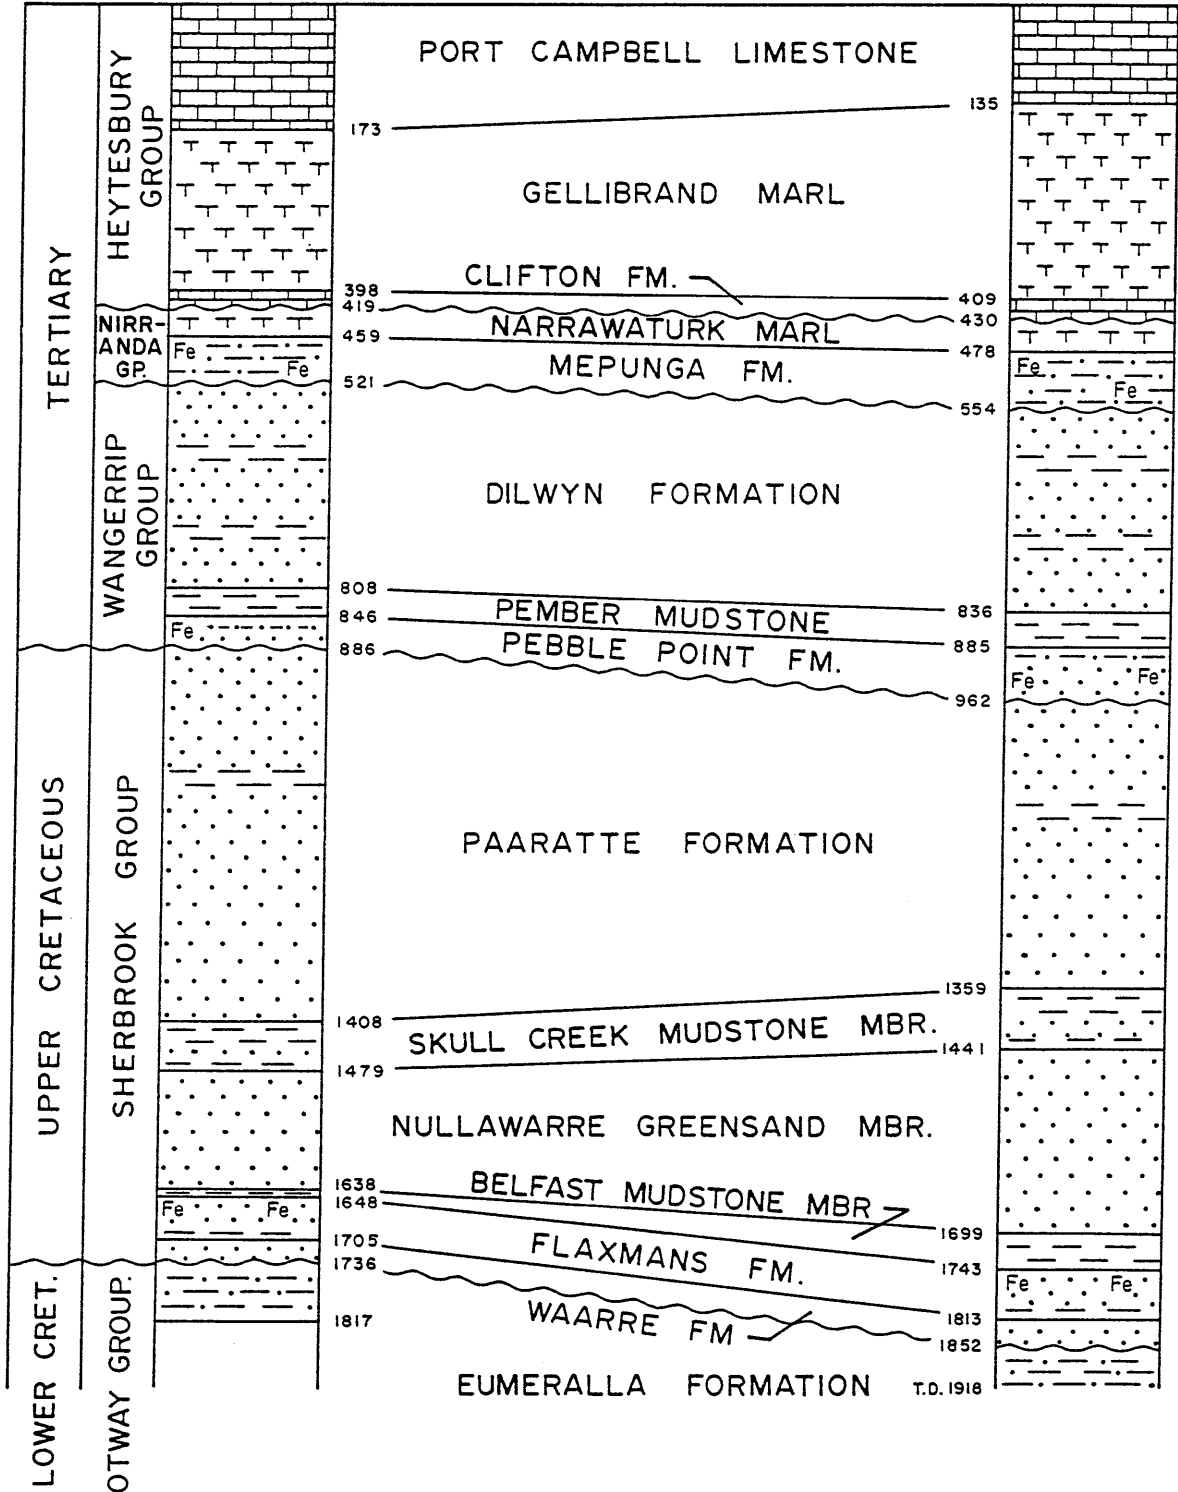 PORT CAMPBELL LIMESTONE
135
173
HEYTESBURY
GROUP
GELLIBRAND MARL
CLIFTON FM.
398
409
419
430
NIRR-
ANDA
GP.
NARRAWATURK MARL
459
478
Fe
Fe
MEPUNGA FM.
Fe
Fe
521
554
TERTIARY
WANGERRIP
GROUP
DILWYN FORMATION
808
836
PEMBER MUDSTONE
846
885
Fe
PEBBLE POINT FM.
886
962
Fe
Fe
UPPER CRETACEOUS
SHERBROOK GROUP
PAARATTE FORMATION
1359
1408
SKULL CREEK MUDSTONE MBR.
1441
1479
NULLAWARRE GREENSAND MBR.
BELFAST MUDSTONE MBR
1638
1648
1699
Fe
Fe
FLAXMANS FM.
1705
1743
1736
Fe
Fe
WAARRE FM
1813
1817
1852
LOWER CRET.
OTWAY GROUP.
EUMERALLA FORMATION
T.D. 1918